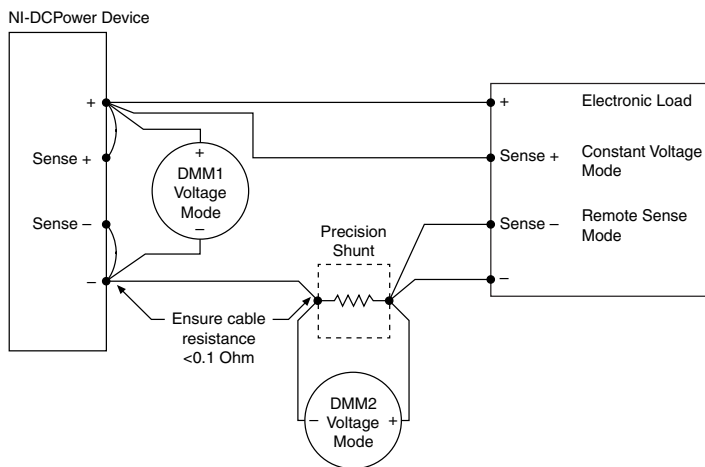 NI-DCPower Device
+
Sense +
Sense –
–
+
DMM1
Voltage
Mode
–
Ensure cable
resistance
<0.1 Ohm
Precision
Shunt
– DMM2 +
Voltage
Mode
+ Electronic Load
Sense + Constant Voltage
Mode
Sense – Remote Sense
Mode
–